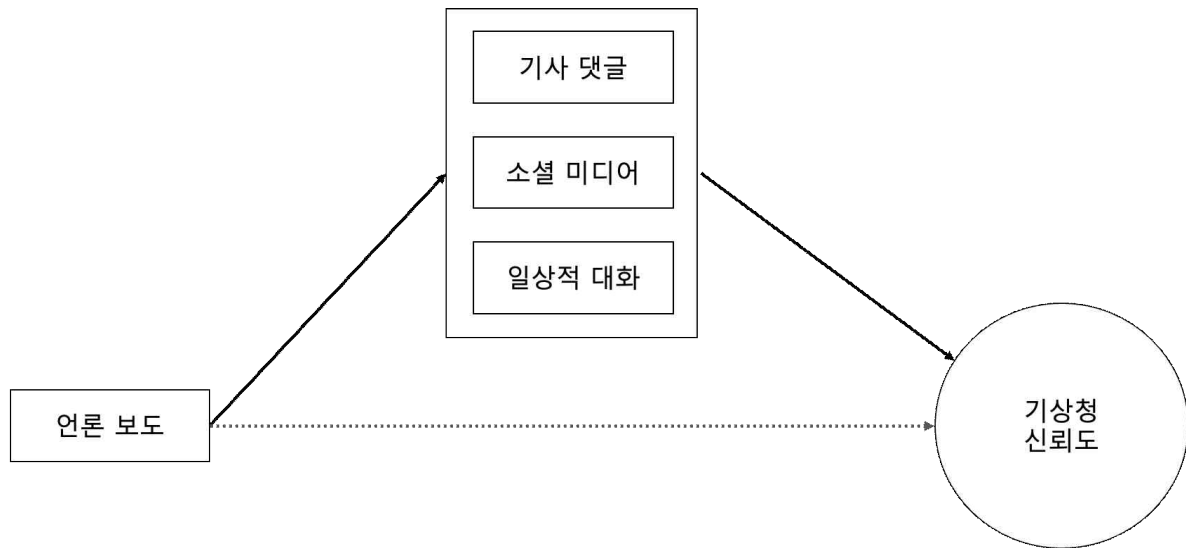 기사 댓글
소셜 미디어
일상적 대화
언론 보도
기상청
신뢰도